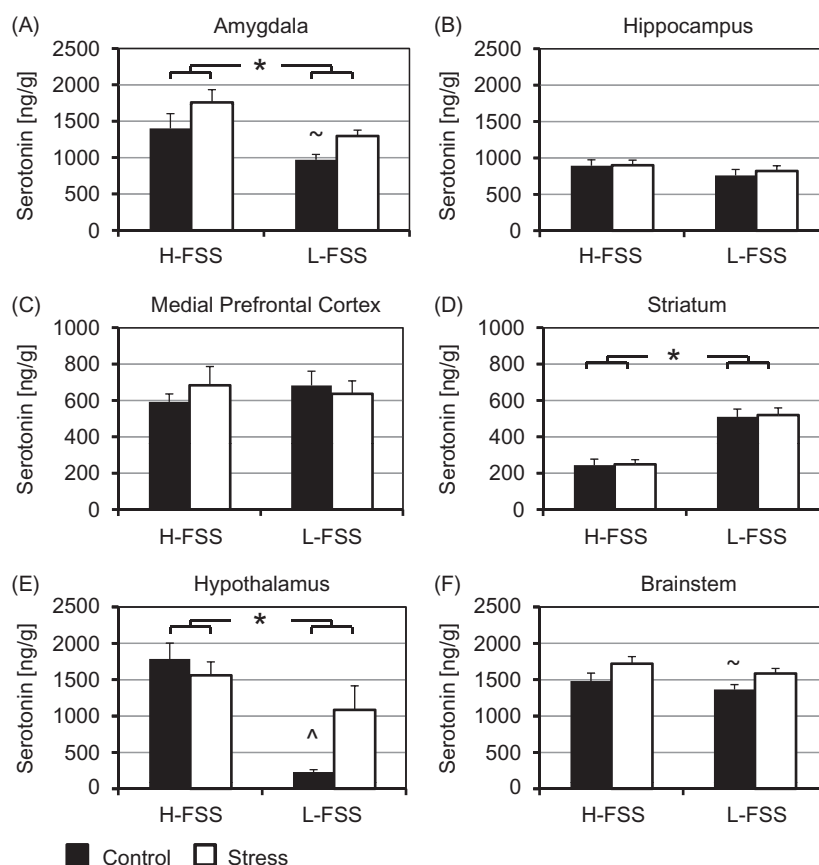 (A) Amygdala
Serotonin [ng/g]
2500
2000
1500
1000
500
0
*
~
H-FSS L-FSS
(B) Hippocampus
Serotonin [ng/g]
2500
2000
1500
1000
500
0
H-FSS L-FSS
(C) Medial Prefrontal Cortex
Serotonin [ng/g]
1000
800
600
400
200
0
H-FSS L-FSS
(D) Striatum
Serotonin [ng/g]
1000
800
600
400
200
0
*
H-FSS L-FSS
(E) Hypothalamus
Serotonin [ng/g]
2500
2000
1500
1000
500
0
*
^
H-FSS L-FSS
(F) Brainstem
Serotonin [ng/g]
2500
2000
1500
1000
500
0
~
H-FSS L-FSS
Control Stress